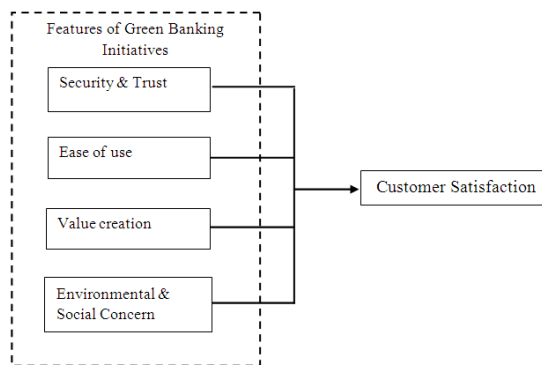 Features of Green Banking
Initiatives
Security & Trust
Ease of use
Value creation
Environmental &
Social Concern
Customer Satisfaction